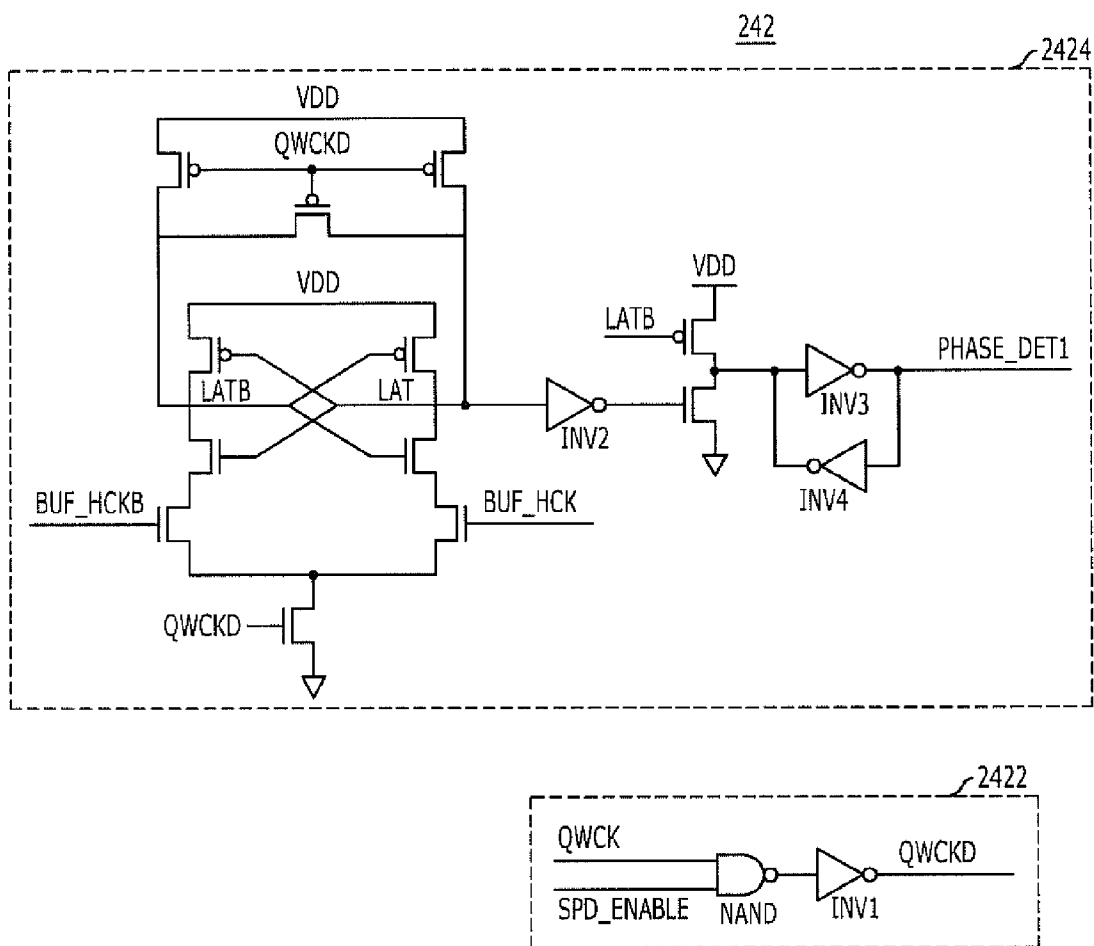 242
2424
VDD
QWCKD
VDD
LATB
LAT
BUF_HCKB
BUF_HCK
QWCKD
INV2
LATB
VDD
INV3
INV4
PHASE_DET1
2422
QWCK
SPD_ENABLE
NAND
INV1
QWCKD